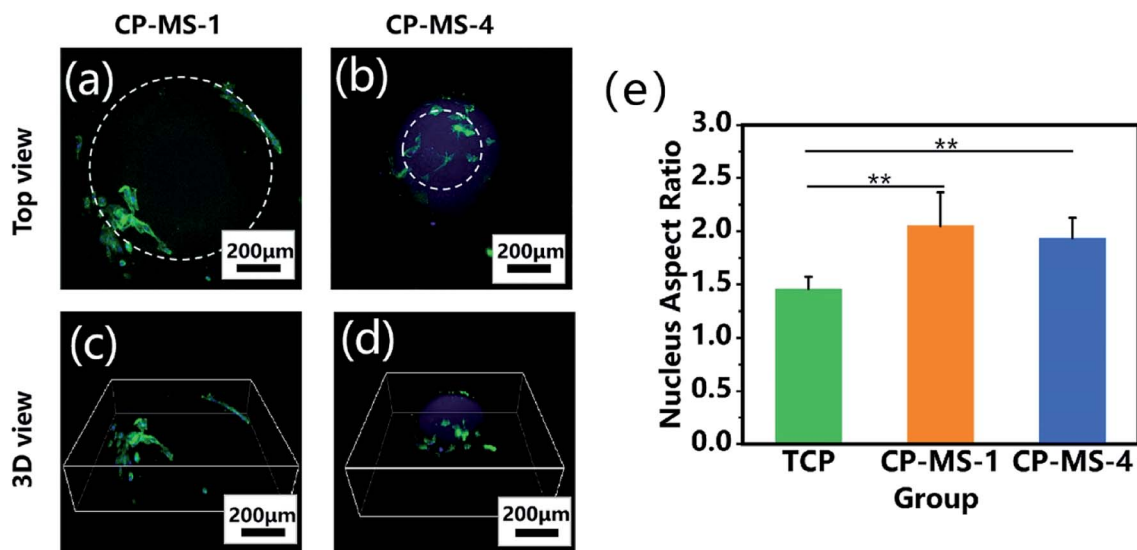 CP-MS-1
CP-MS-4
Top view
(a)
200μm
(b)
200μm
3D view
(c)
200μm
(d)
200μm
(e)
Nucleus Aspect Ratio
3.0
2.5
2.0
1.5
1.0
0.5
0.0
**
**
TCP
CP-MS-1
CP-MS-4
Group